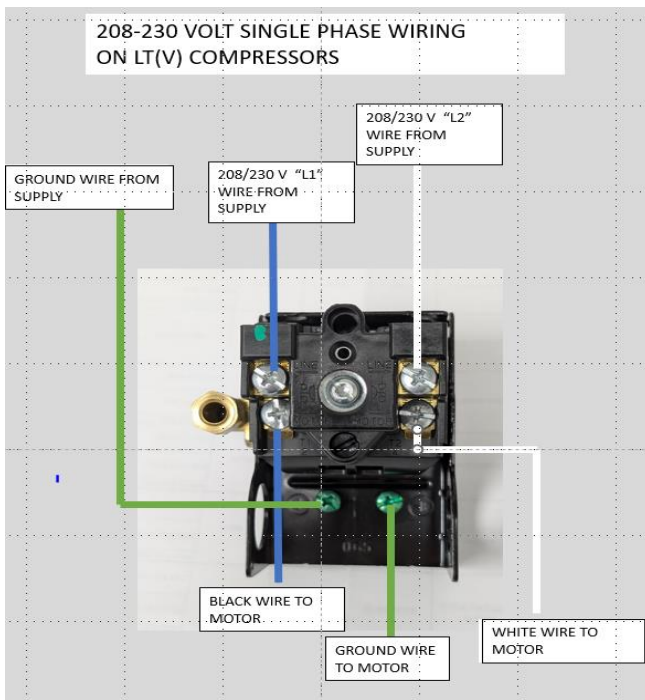 208-230 VOLT SINGLE PHASE WIRING
ON LT(V) COMPRESSORS
208/230 V "L2"
WIRE FROM
SUPPLY
GROUND WIRE FROM
SUPPLY
208/230 V "L1"
WIRE FROM
SUPPLY
BLACK WIRE TO
MOTOR
GROUND WIRE
TO MOTOR
WHITE WIRE TO
MOTOR